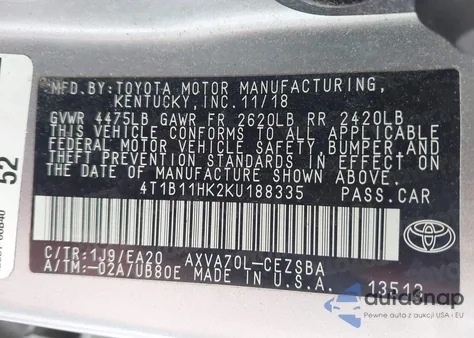 MFD.BY:TOYOTA MOTOR MANUFACTURING,
KENTUCKY,INC.11/18
GVWR 4475LB GAWR FR 2620LB RR 2420LB
THIS VEHICLE CONFORMS TO ALL APPLICABLE
FEDERAL MOTOR VEHICLE SAFETY, BUMPER AND THEFT
PREVENTION STANDARDS IN EFFECT ON
THE DATE OF MANUFACTURE SHOWN ABOVE.
4T1B11HK2KU188335 PASS.CAR
C/TR:1J9/EA20 AXVA70L-CEZSBA
A/TM:-02A/UB80E MADE IN U.S.A. 13513
TOYOTA
52
auto4snap
Pewne auta z aukcji USA i EU